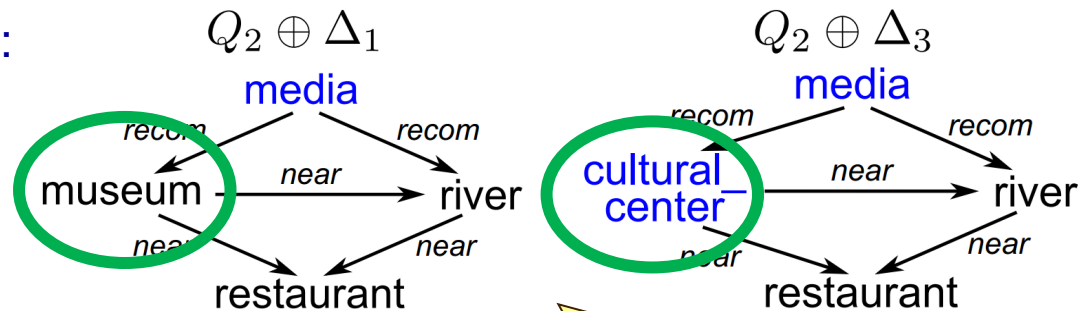 :
Q₂ ⊕ Δ₁
media
recom
recom
museum
near
river
near
near
restaurant
Q₂ ⊕ Δ₃
media
recom
recom
cultural_
center
near
river
near
near
restaurant